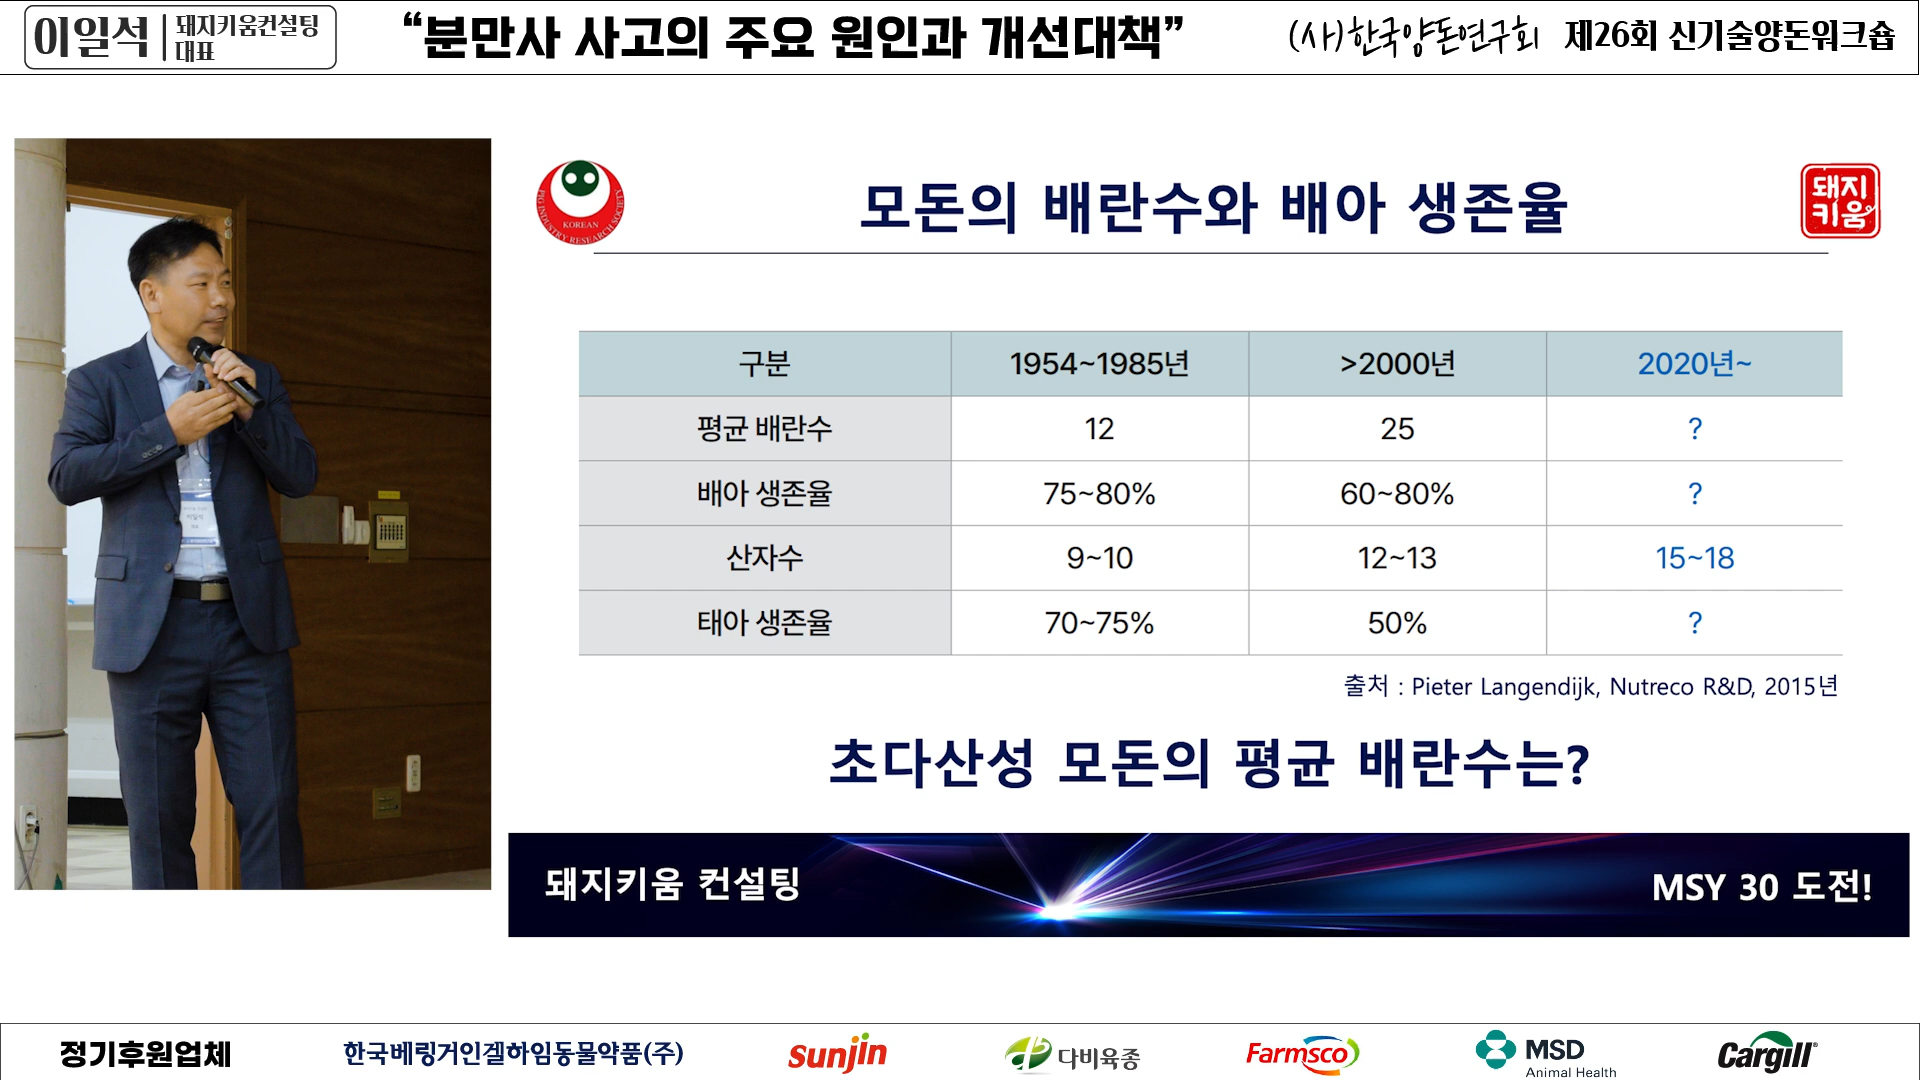 이일석 돼지키움컨설팅 대표
“분만사 사고의 주요 원인과 개선대책”
(사)한국양돈연구회 제26회 신기술양돈워크숍
PIG INDUSTRY RESEARCH SOCIETY
KOREAN
모돈의 배란수와 배아 생존율
돼지
키움
구분 1954~1985년 >2000년 2020년~
평균 배란수 12 25 ?
배아 생존율 75~80% 60~80% ?
산자수 9~10 12~13 15~18
태아 생존율 70~75% 50% ?
출처 : Pieter Langendijk, Nutreco R&D, 2015년
초다산성 모돈의 평균 배란수는?
돼지키움 컨설팅
MSY 30 도전!
정기후원업체
한국베링거인겔하임동물약품(주)
sunjin
다비육종
Farmsco
MSD
Animal Health
Cargill